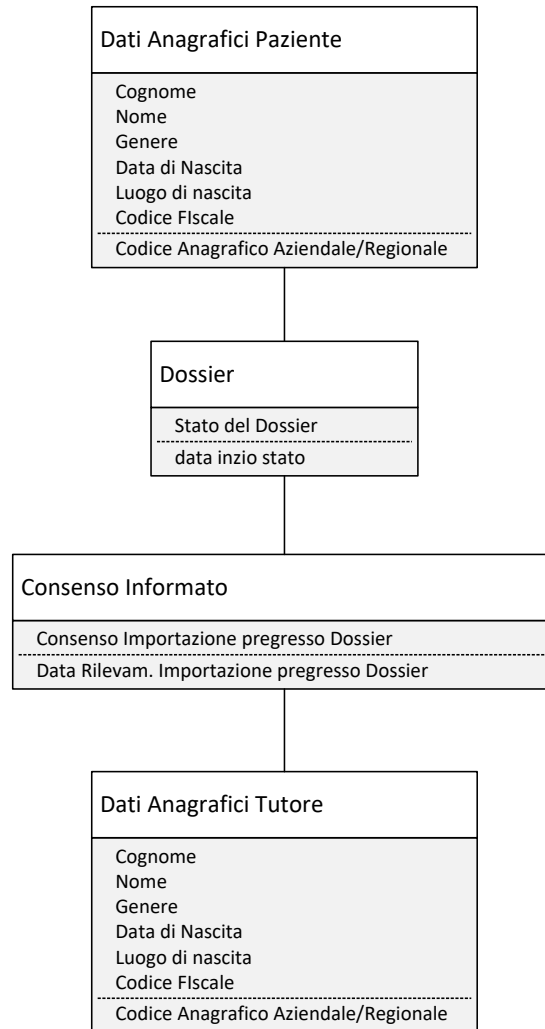 Dati Anagrafici Paziente
Cognome
Nome
Genere
Data di Nascita
Luogo di nascita
Codice FIscale
Codice Anagrafico Aziendale/Regionale
Dossier
Stato del Dossier
data inzio stato
Consenso Informato
Consenso Importazione pregresso Dossier
Data Rilevam. Importazione pregresso Dossier
Dati Anagrafici Tutore
Cognome
Nome
Genere
Data di Nascita
Luogo di nascita
Codice FIscale
Codice Anagrafico Aziendale/Regionale